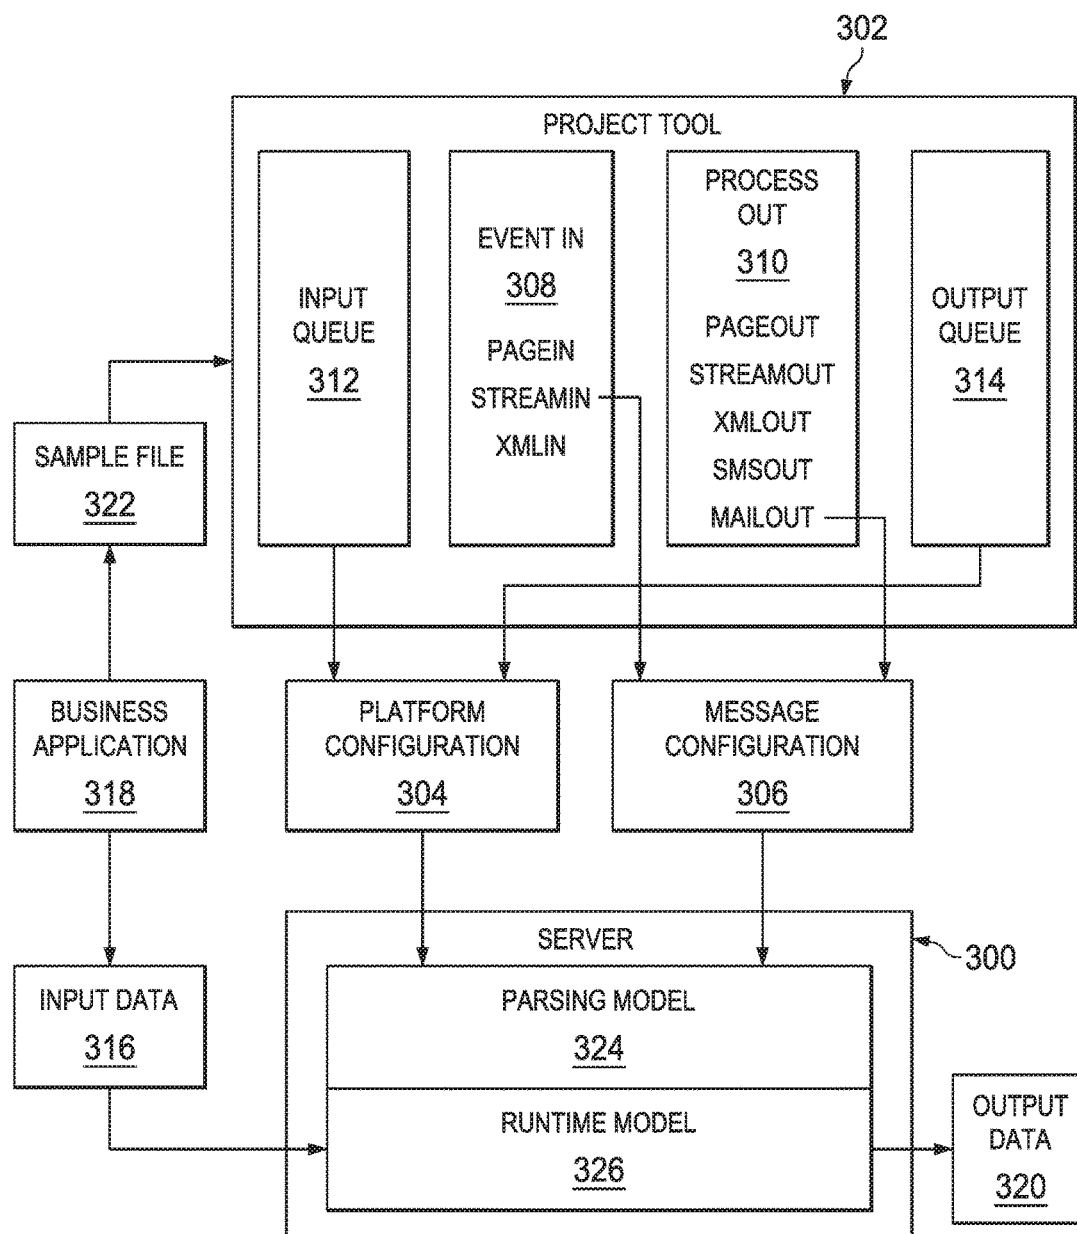 302
PROJECT TOOL
INPUT
QUEUE
312
EVENT IN
308
PAGEIN
STREAMIN
XMLIN
PROCESS
OUT
310
PAGEOUT
STREAMOUT
XMLOUT
SMSOUT
MAILOUT
OUTPUT
QUEUE
314
SAMPLE FILE
322
BUSINESS
APPLICATION
318
PLATFORM
CONFIGURATION
304
MESSAGE
CONFIGURATION
306
SERVER
300
INPUT DATA
316
PARSING MODEL
324
RUNTIME MODEL
326
OUTPUT
DATA
320